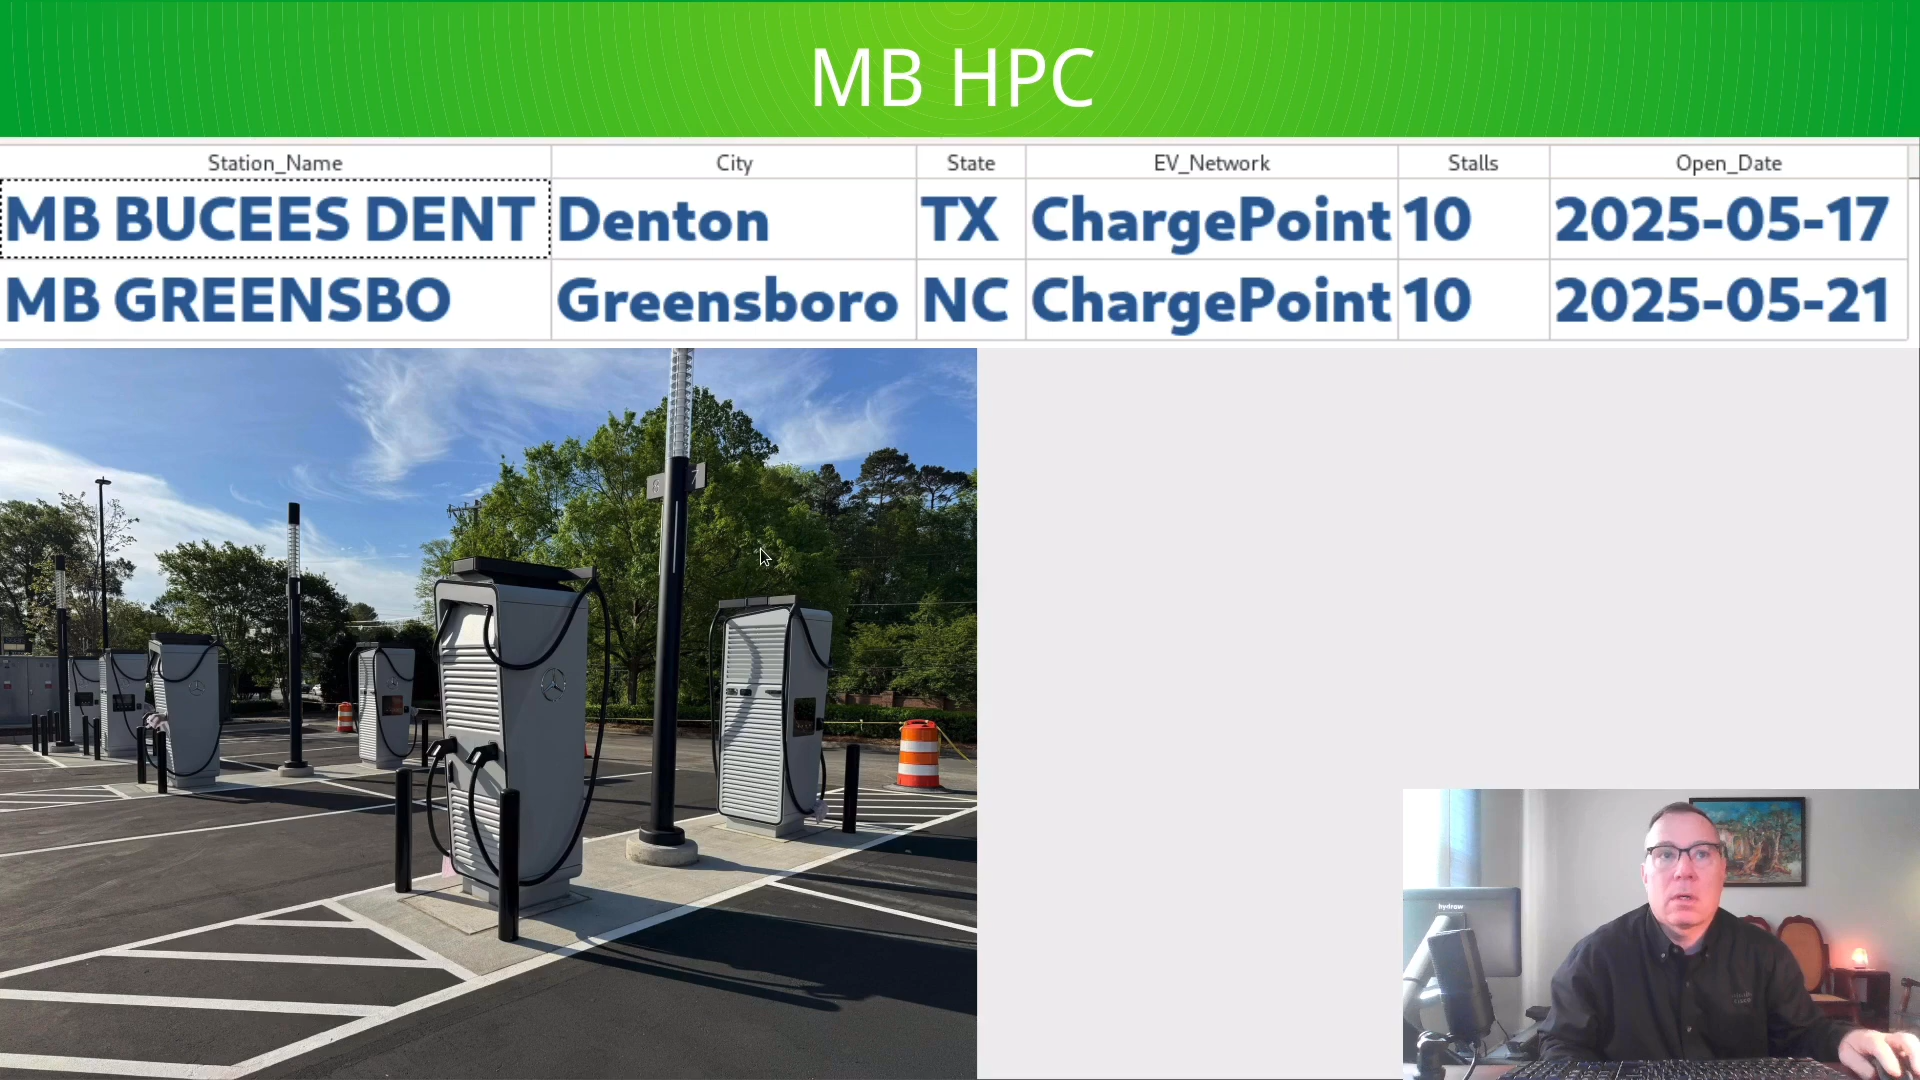 MB HPC
Station_Name City State EV_Network Stalls Open_Date
MB BUCEES DENT Denton TX ChargePoint 10 2025-05-17
MB GREENSBO Greensboro NC ChargePoint 10 2025-05-21
hydrow